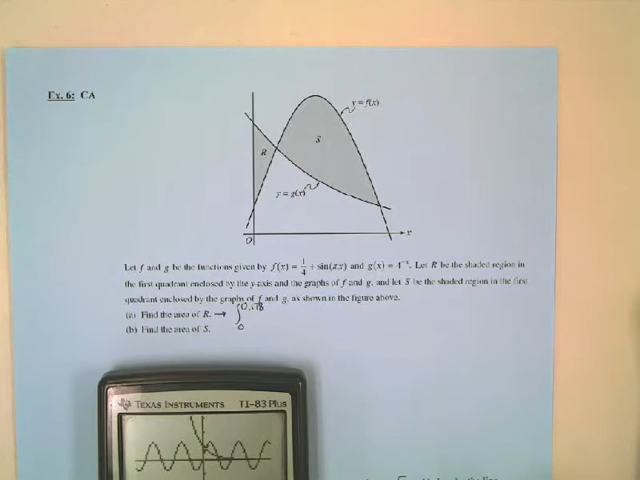 Ex. 6: CA
y = f(x)
S
R
y = g(x)
O
x
Let f and g be the functions given by f(x) = 1/4 + sin(πx) and g(x) = 4^-x. Let R be the shaded region in
the first quadrant enclosed by the y-axis and the graphs of f and g, and let S be the shaded region in the first
quadrant enclosed by the graphs of f and g, as shown in the figure above.
(a) Find the area of R. → ∫ 0 0.178
(b) Find the area of S.
TEXAS INSTRUMENTS TI-83 Plus